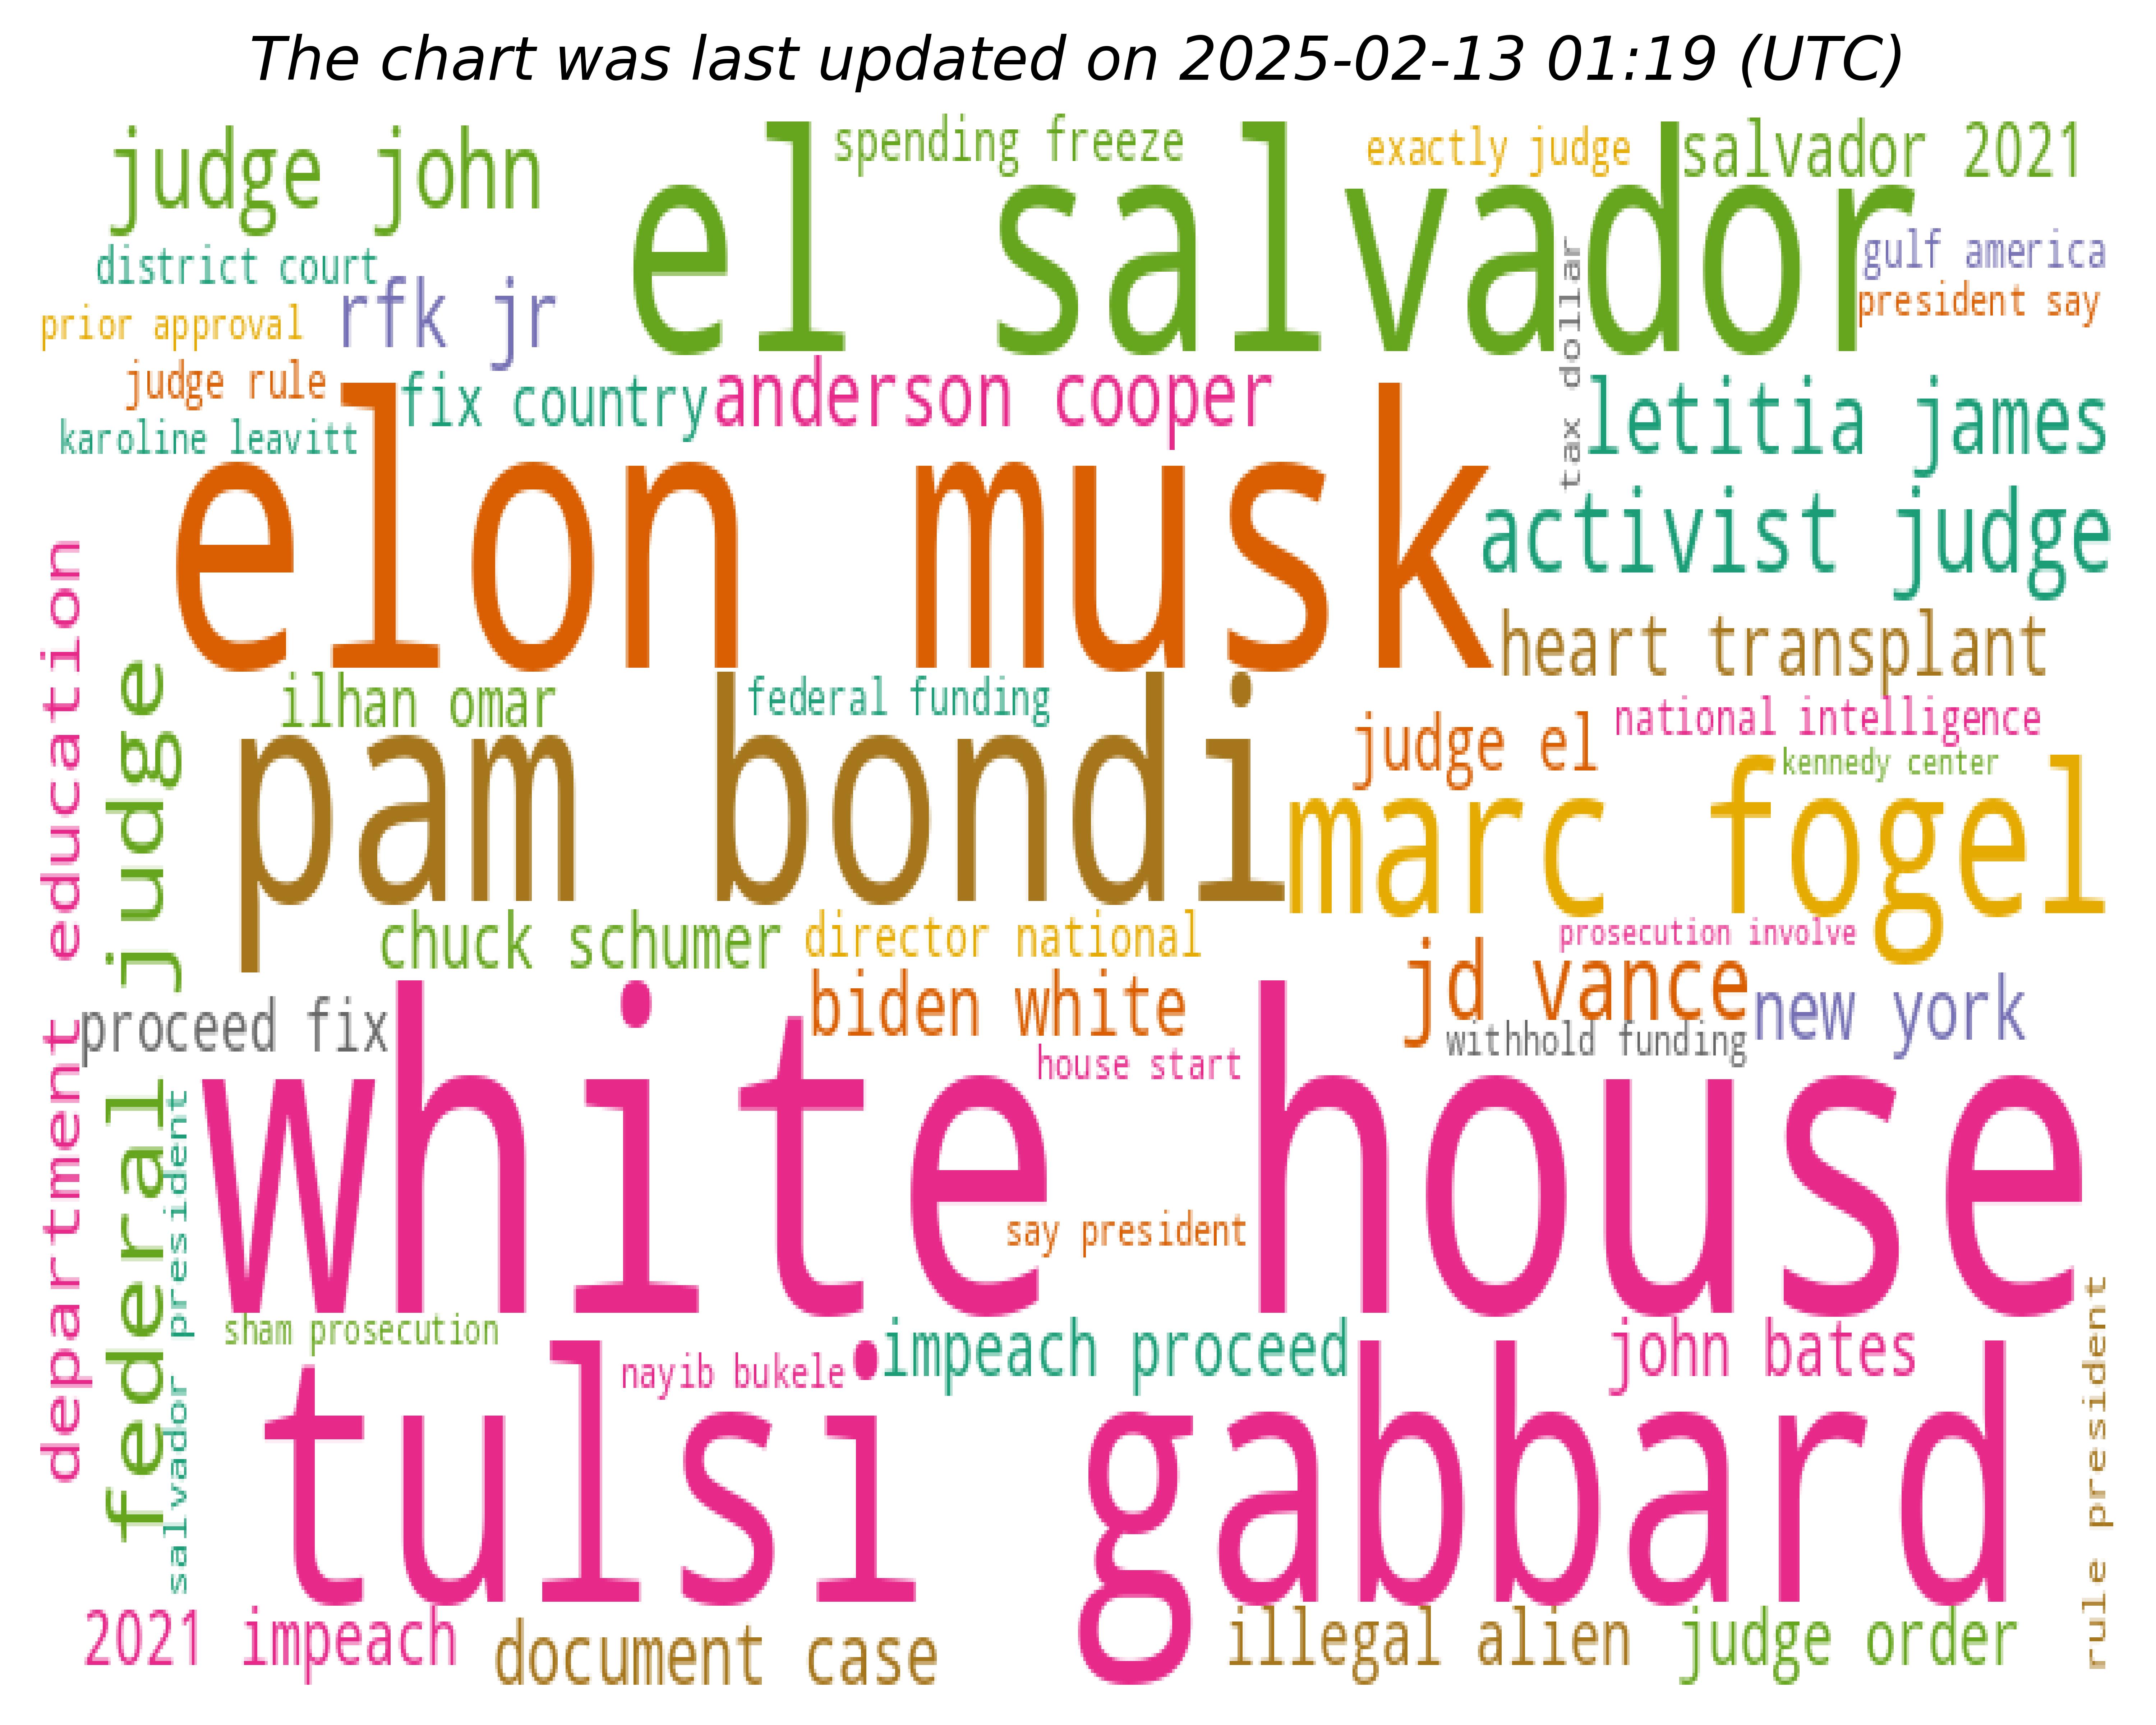 The chart was last updated on 2025-02-13 01:19 (UTC)
judge john
el salvador
spending freeze
exactly judge
salvador 2021
district court
gulf america
prior approval
rfk jr
president say
tax dollar
judge rule
fix country
anderson cooper
letitia james
karoline leavitt
elon musk
activist judge
heart transplant
department education
federal judge
ilhan omar
federal funding
judge el
national intelligence
kennedy center
pam bondi
marc fogel
chuck schumer
director national
prosecution involve
biden white
jd vance
new york
proceed fix
withhold funding
house start
white house
salvador president
say president
sham prosecution
impeach proceed
john bates
nayib bukele
rule president
tulsi gabbard
2021 impeach
document case
illegal alien
judge order